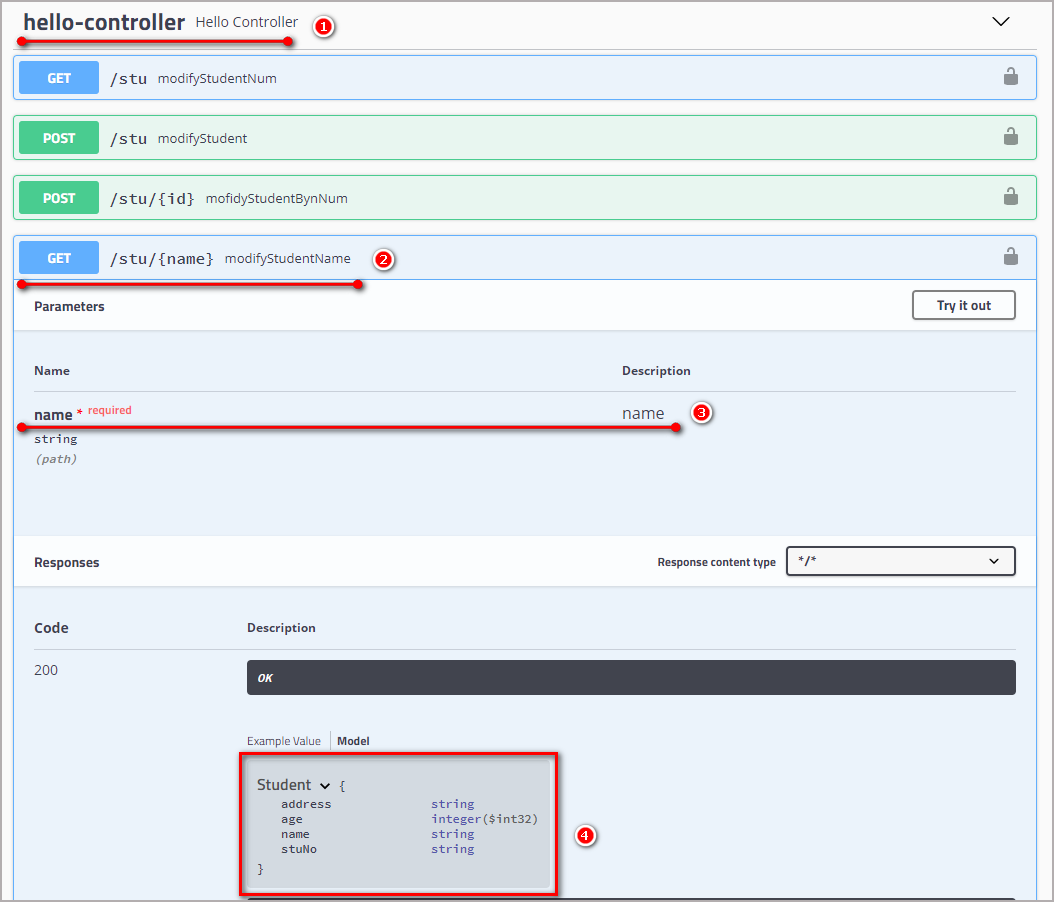 hello-controller Hello Controller 1
GET /stu modifyStudentNum
POST /stu modifyStudent
POST /stu/{id} mofidyStudentBynNum
GET /stu/{name} modifyStudentName 2
Parameters Try it out
Name Description
name * required name 3
string
(path)
Responses Response content type */*
Code Description
200 OK
Example Value Model
Student {
address string
age integer($int32)
name string
stuNo string
4
}